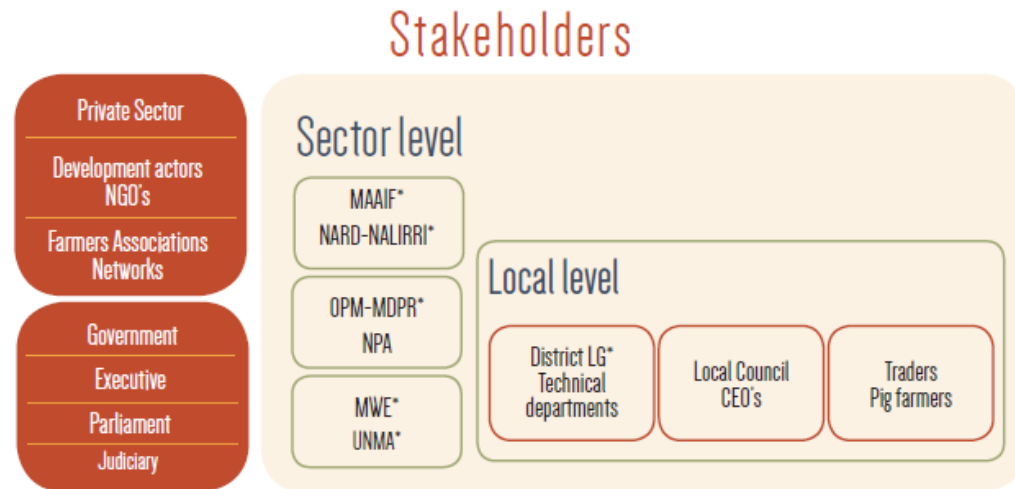 Stakeholders
Private Sector
Development actors
NGO's
Farmers Associations
Networks
Government
Executive
Parliament
Judiciary
Sector level
MAAIF*
NARD-NALIRRI*
OPM-MDPR*
NPA
MWE*
UNMA*
Local level
District LG*
Technical
departments
Local Council
CEO's
Traders
Pig farmers